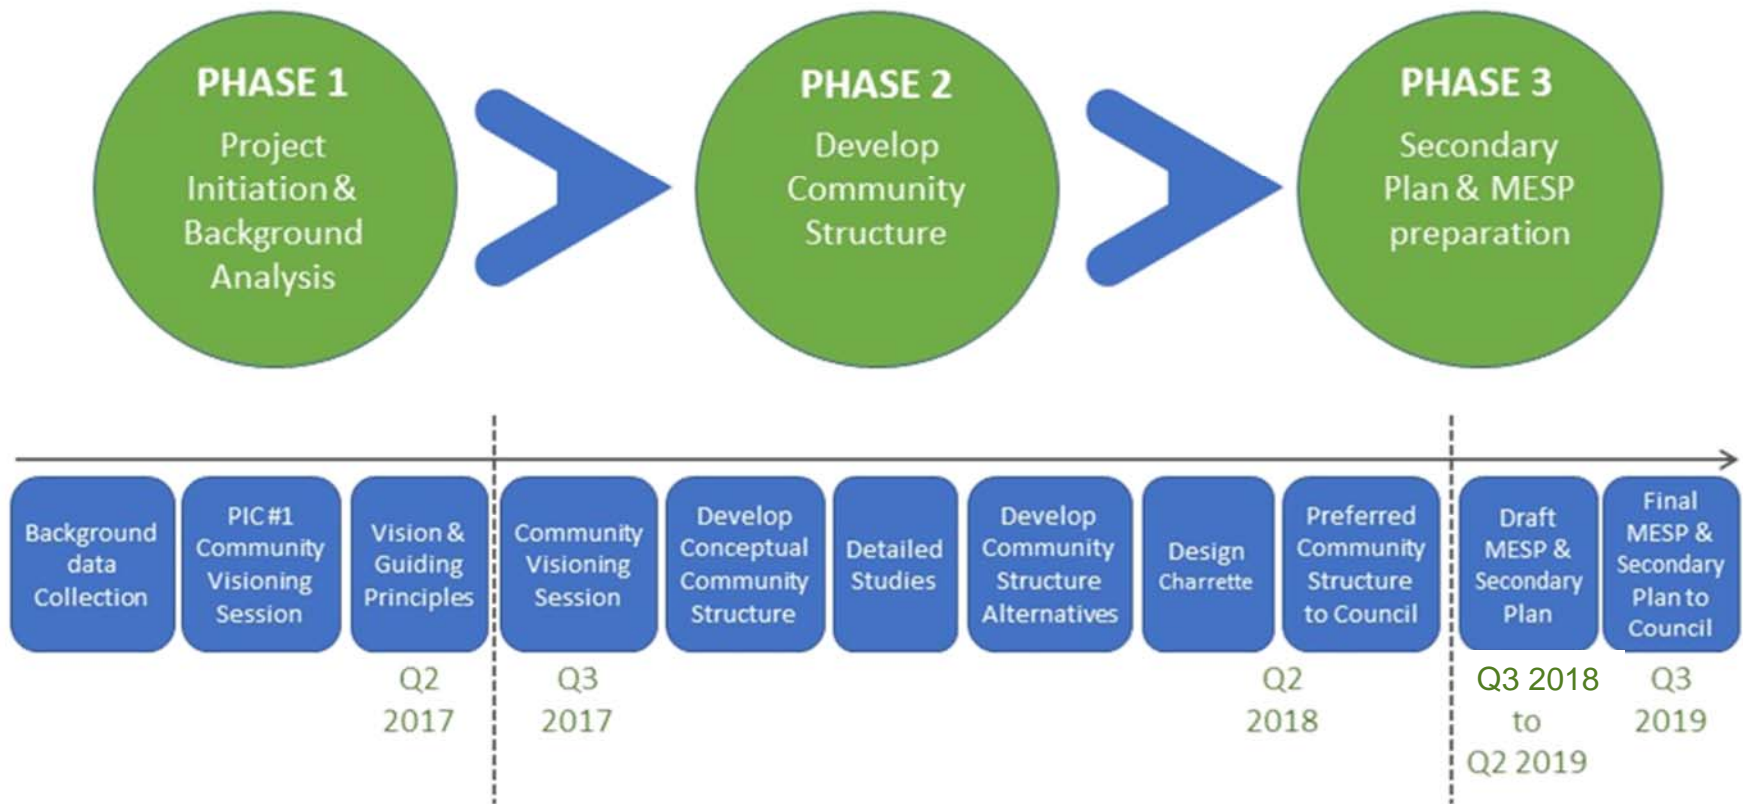 PHASE 1
Project
Initiation &
Background
Analysis
PHASE 2
Develop
Community
Structure
PHASE 3
Secondary
Plan & MESP
preparation
Background
data
Collection
PIC #1
Community
Visioning
Session
Vision &
Guiding
Principles
Community
Visioning
Session
Develop
Conceptual
Community
Structure
Detailed
Studies
Develop
Community
Structure
Alternatives
Design
Charrette
Preferred
Community
Structure
to Council
Draft
MESP &
Secondary
Plan
Final
MESP &
Secondary
Plan to
Council
Q2
2017
Q3
2017
Q2
2018
Q3 2018
to
Q2 2019
Q3
2019